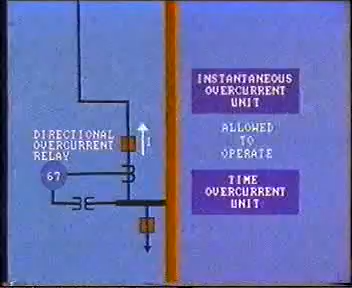 DIRECTIONAL
OVERCURRENT
RELAY
67
I
INSTANTANEOUS
OVERCURRENT
UNIT
ALLOWED
TO
OPERATE
TIME
OVERCURRENT
UNIT